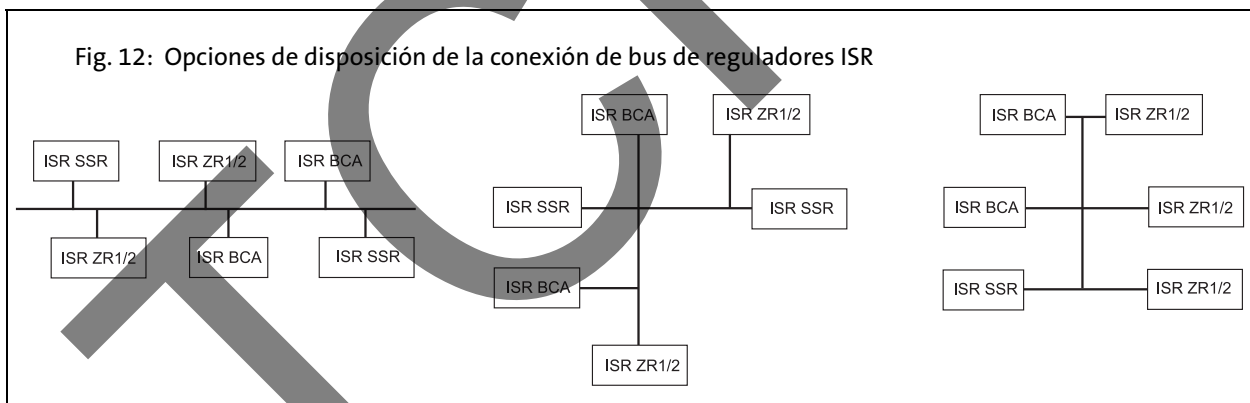 Fig. 12: Opciones de disposición de la conexión de bus de reguladores ISR
ISR SSR
ISR ZR1/2
ISR BCA
ISR ZR1/2
ISR BCA
ISR SSR
ISR BCA
ISR ZR1/2
ISR SSR
ISR SSR
ISR BCA
ISR ZR1/2
ISR BCA
ISR ZR1/2
ISR BCA
ISR ZR1/2
ISR SSR
ISR ZR1/2